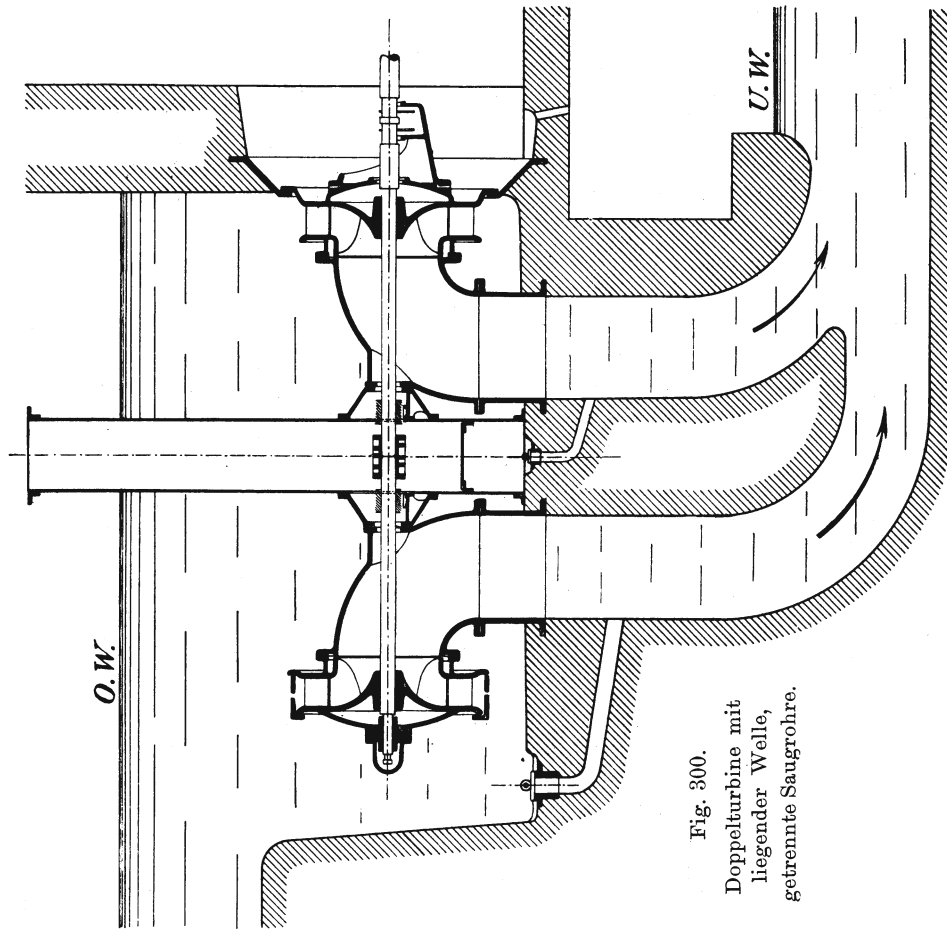 O.W.
U.W.
Fig. 300.
Doppelturbine mit
liegender Welle,
getrennte Saugrohre.